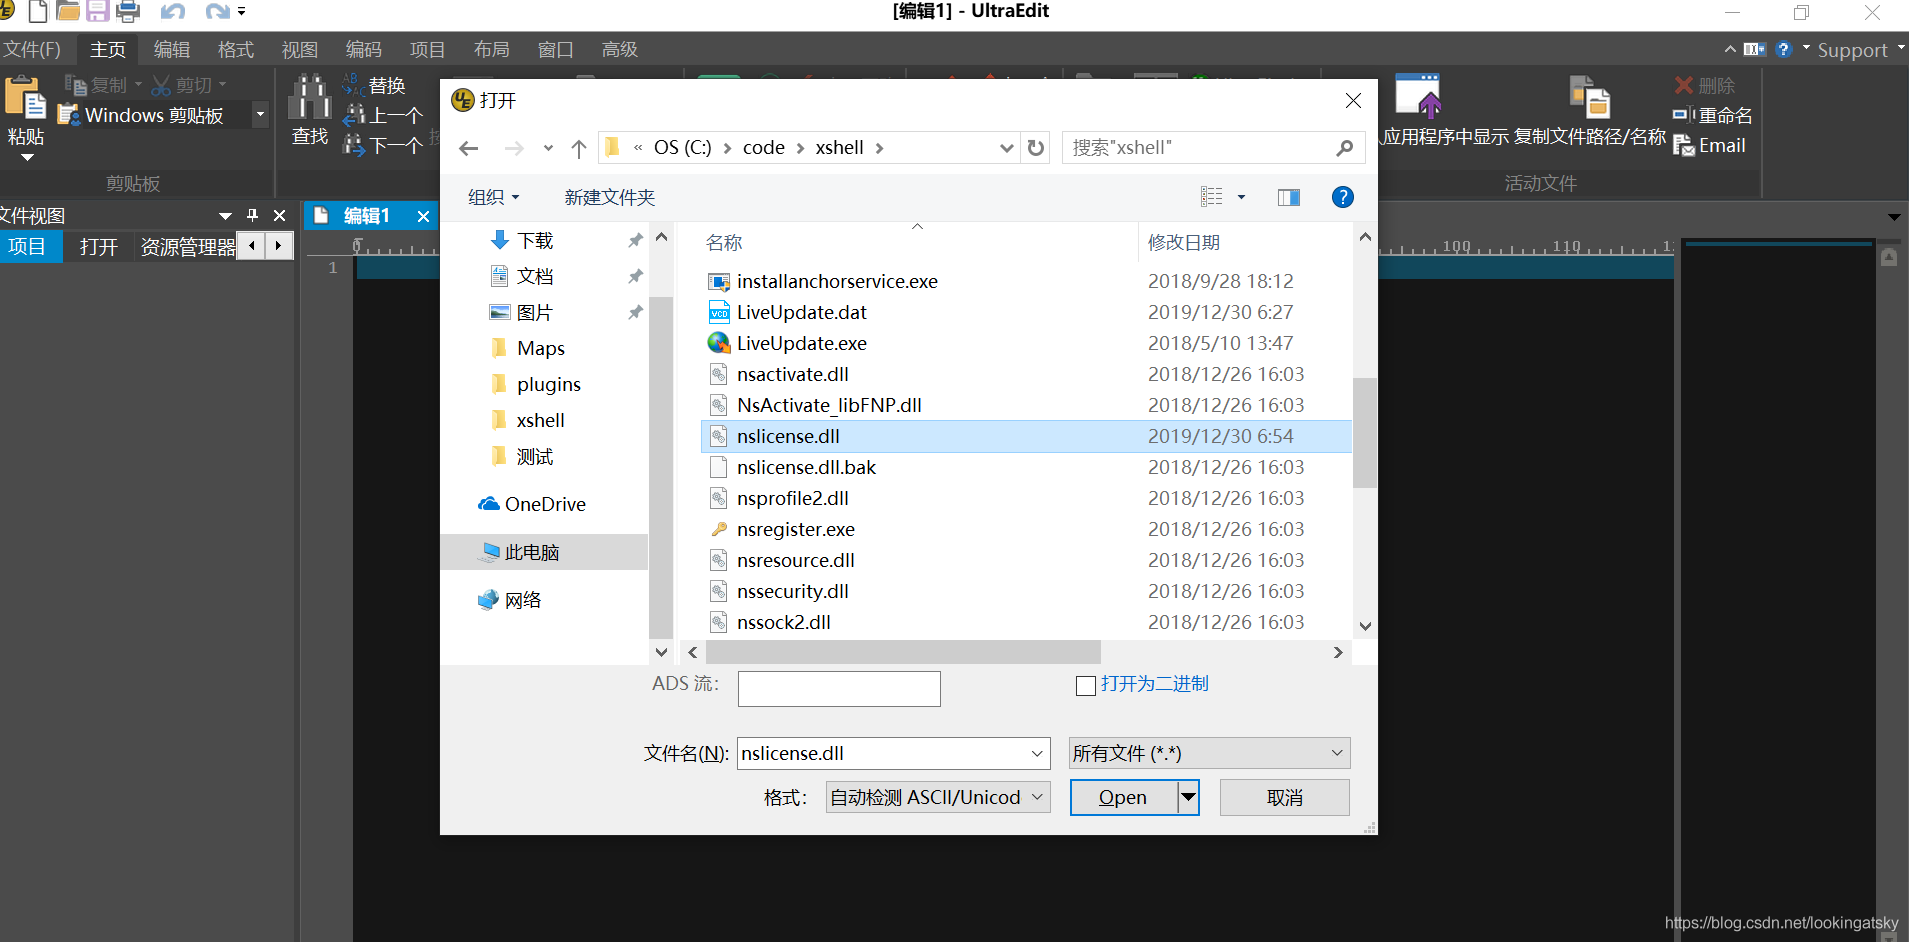 [编辑1] - UltraEdit
文件(F) 主页 编辑 格式 视图 编码 项目 布局 窗口 高级
Support
复制 剪切
Windows 剪贴板
粘贴
剪贴板
查找
替换
上一个
下一个
应用程序中显示
复制文件路径/名称
删除
重命名
Email
活动文件
文件视图
项目 打开 资源管理器
编辑1
0 100 110
1
打开
« OS (C:) › code › xshell ›
搜索"xshell"
组织 新建文件夹
下载
文档
图片
Maps
plugins
xshell
测试
OneDrive
此电脑
网络
名称 修改日期
installanchorservice.exe 2018/9/28 18:12
LiveUpdate.dat 2019/12/30 6:27
LiveUpdate.exe 2018/5/10 13:47
nsactivate.dll 2018/12/26 16:03
NsActivate_libFNP.dll 2018/12/26 16:03
nslicense.dll 2019/12/30 6:54
nslicense.dll.bak 2018/12/26 16:03
nsprofile2.dll 2018/12/26 16:03
nsregister.exe 2018/12/26 16:03
nsresource.dll 2018/12/26 16:03
nssecurity.dll 2018/12/26 16:03
nssock2.dll 2018/12/26 16:03
ADS 流:
打开为二进制
文件名(N): nslicense.dll 所有文件 (*.*)
格式: 自动检测 ASCII/Unicod Open 取消
https://blog.csdn.net/lookingatsky